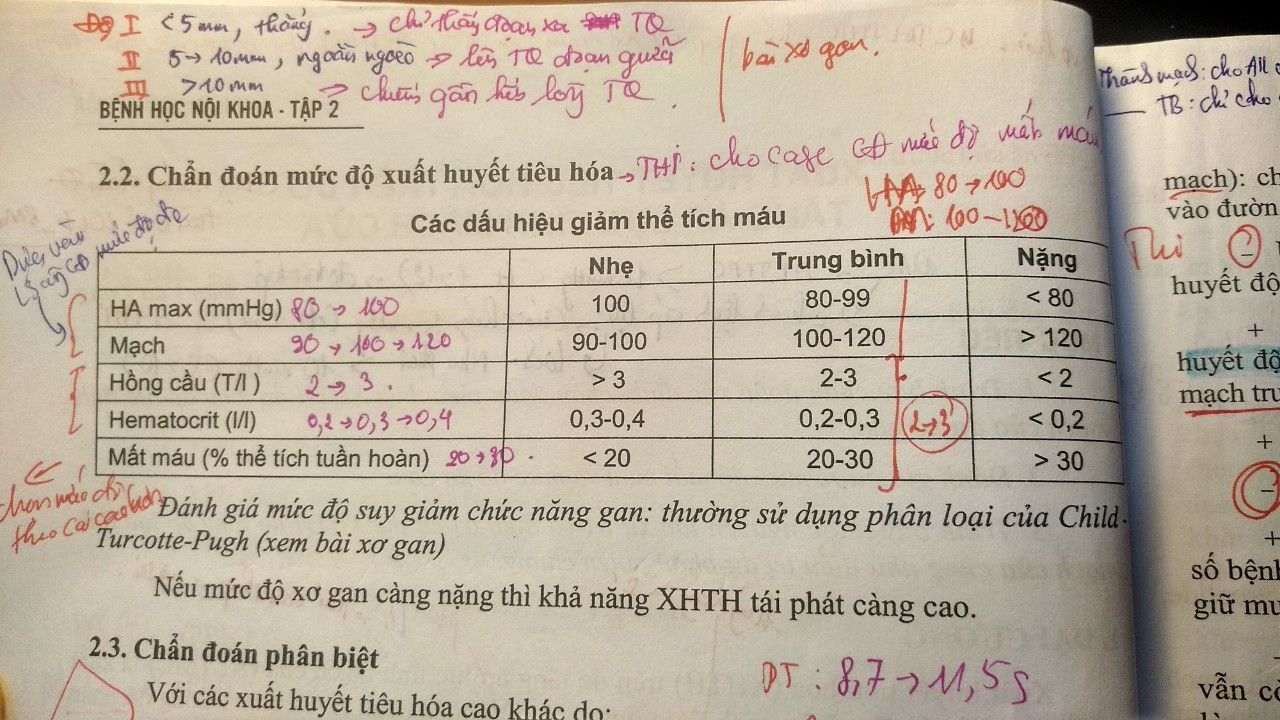 Độ I <5mm, thẳng. → chỉ thấy đoạn xa TQ
II 5→10mm, ngoằn ngoèo → lên TQ đoạn giữa
III >10mm → chiếm gần hết lòng TQ.
bài xơ gan.
BỆNH HỌC NỘI KHOA - TẬP 2
2.2. Chẩn đoán mức độ xuất huyết tiêu hóa → THI: cho case CĐ mức độ mất máu
HA: 80 → 100
100-120
Các dấu hiệu giảm thể tích máu
Nhẹ Trung bình Nặng
HA max (mmHg) 80 → 100 100 80-99 < 80
Mạch 90 → 100 → 120 90-100 100-120 > 120
Hồng cầu (T/l ) 2 → 3. > 3 2-3 < 2
Hematocrit (l/l) 0,2→0,3→0,4 0,3-0,4 0,2-0,3 2→3 < 0,2
Mất máu (% thể tích tuần hoàn) 20→30 < 20 20-30 > 30
Dựa vào
chọn mức độ
theo cái cao hơn
Đánh giá mức độ suy giảm chức năng gan: thường sử dụng phân loại của Child-
Turcotte-Pugh (xem bài xơ gan)
Nếu mức độ xơ gan càng nặng thì khả năng XHTH tái phát càng cao.
2.3. Chẩn đoán phân biệt
DT: 8,7 → 11,5g
Với các xuất huyết tiêu hóa cao khác do:
Thành mạch: cho All
TB: chỉ cho
mạch): ch
vào đườn
Thi
huyết độ
+
huyết độ
mạch tru
+
+
số bệnh
giữ mu
vẫn cò